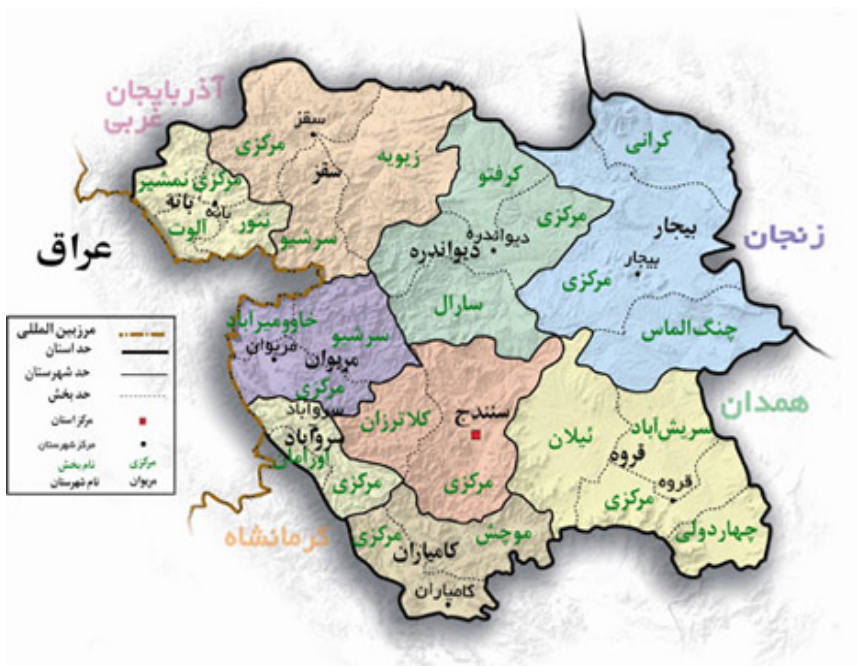 آذربایجان
غربی
سقز
مرکزی
زیویه
سقز
سرشیو
مرکزی
نمشیر
بانه
بانه
ننور
آلوت
عراق
کرانی
کرفتو
مرکزی
دیواندره
دیواندره
سارال
بیجار
بیجار
مرکزی
چنگ الماس
زنجان
خاوومیرآباد
سرشیو
مریوان
مریوان
مرکزی
سروآباد
سروآباد
اورامان
مرکزی
کلاترزان
سنندج
مرکزی
ئیلان
سریش‌آباد
قروه
قروه
مرکزی
چهاردولی
همدان
کرمانشاه
مرکزی
موچش
کامیاران
کامیاران
مرزبین المللی
حد استان
حد شهرستان
حد بخش
مرکز استان
مرکز شهرستان
نام بخش
مرکزی
نام شهرستان
مریوان